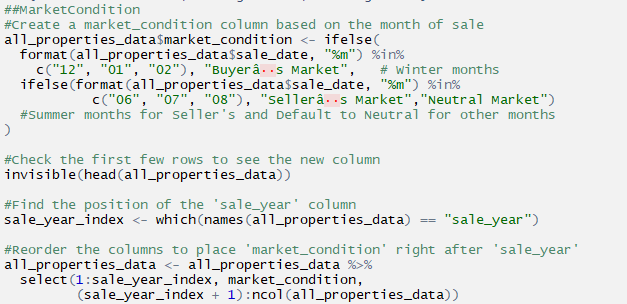 ##MarketCondition
#Create a market_condition column based on the month of sale
all_properties_data$market_condition <- ifelse(
  format(all_properties_data$sale_date, "%m") %in%
    c("12", "01", "02"), "Buyerâ··s Market",   # Winter months
  ifelse(format(all_properties_data$sale_date, "%m") %in%
           c("06", "07", "08"), "Sellerâ··s Market","Neutral Market")
  #Summer months for Seller's and Default to Neutral for other months
)

#Check the first few rows to see the new column
invisible(head(all_properties_data))

#Find the position of the 'sale_year' column
sale_year_index <- which(names(all_properties_data) == "sale_year")

#Reorder the columns to place 'market_condition' right after 'sale_year'
all_properties_data <- all_properties_data %>%
  select(1:sale_year_index, market_condition,
         (sale_year_index + 1):ncol(all_properties_data))